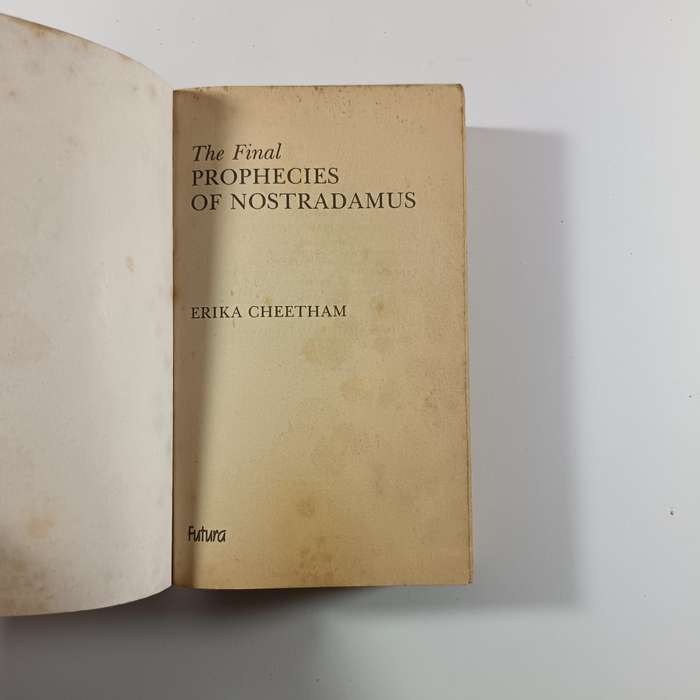 The Final
PROPHECIES
OF NOSTRADAMUS
ERIKA CHEETHAM
Futura